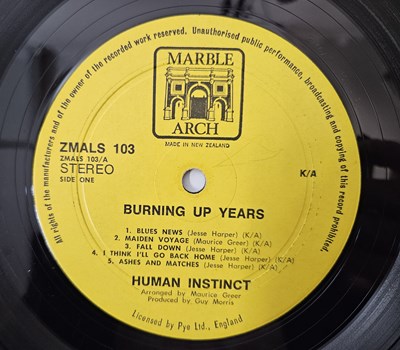 All rights of the manufacturers and of the owner of the recorded work reserved. Unauthorised public performance, broadcasting and copying of this record prohibited.
MARBLE
ARCH
MADE IN NEW ZEALAND
ZMALS 103
ZMALS 103/A
STEREO
SIDE ONE
K/A
BURNING UP YEARS
1. BLUES NEWS (Jesse Harper) (K/A)
2. MAIDEN VOYAGE (Maurice Greer) (K/A)
3. FALL DOWN (Jesse Harper) (K/A)
4. I THINK I'LL GO BACK HOME (Jesse Harper) (K/A)
5. ASHES AND MATCHES (Jesse Harper) (K/A)
HUMAN INSTINCT
Arranged by Maurice Greer
Produced by Guy Morris
Licensed by Pye Ltd., England